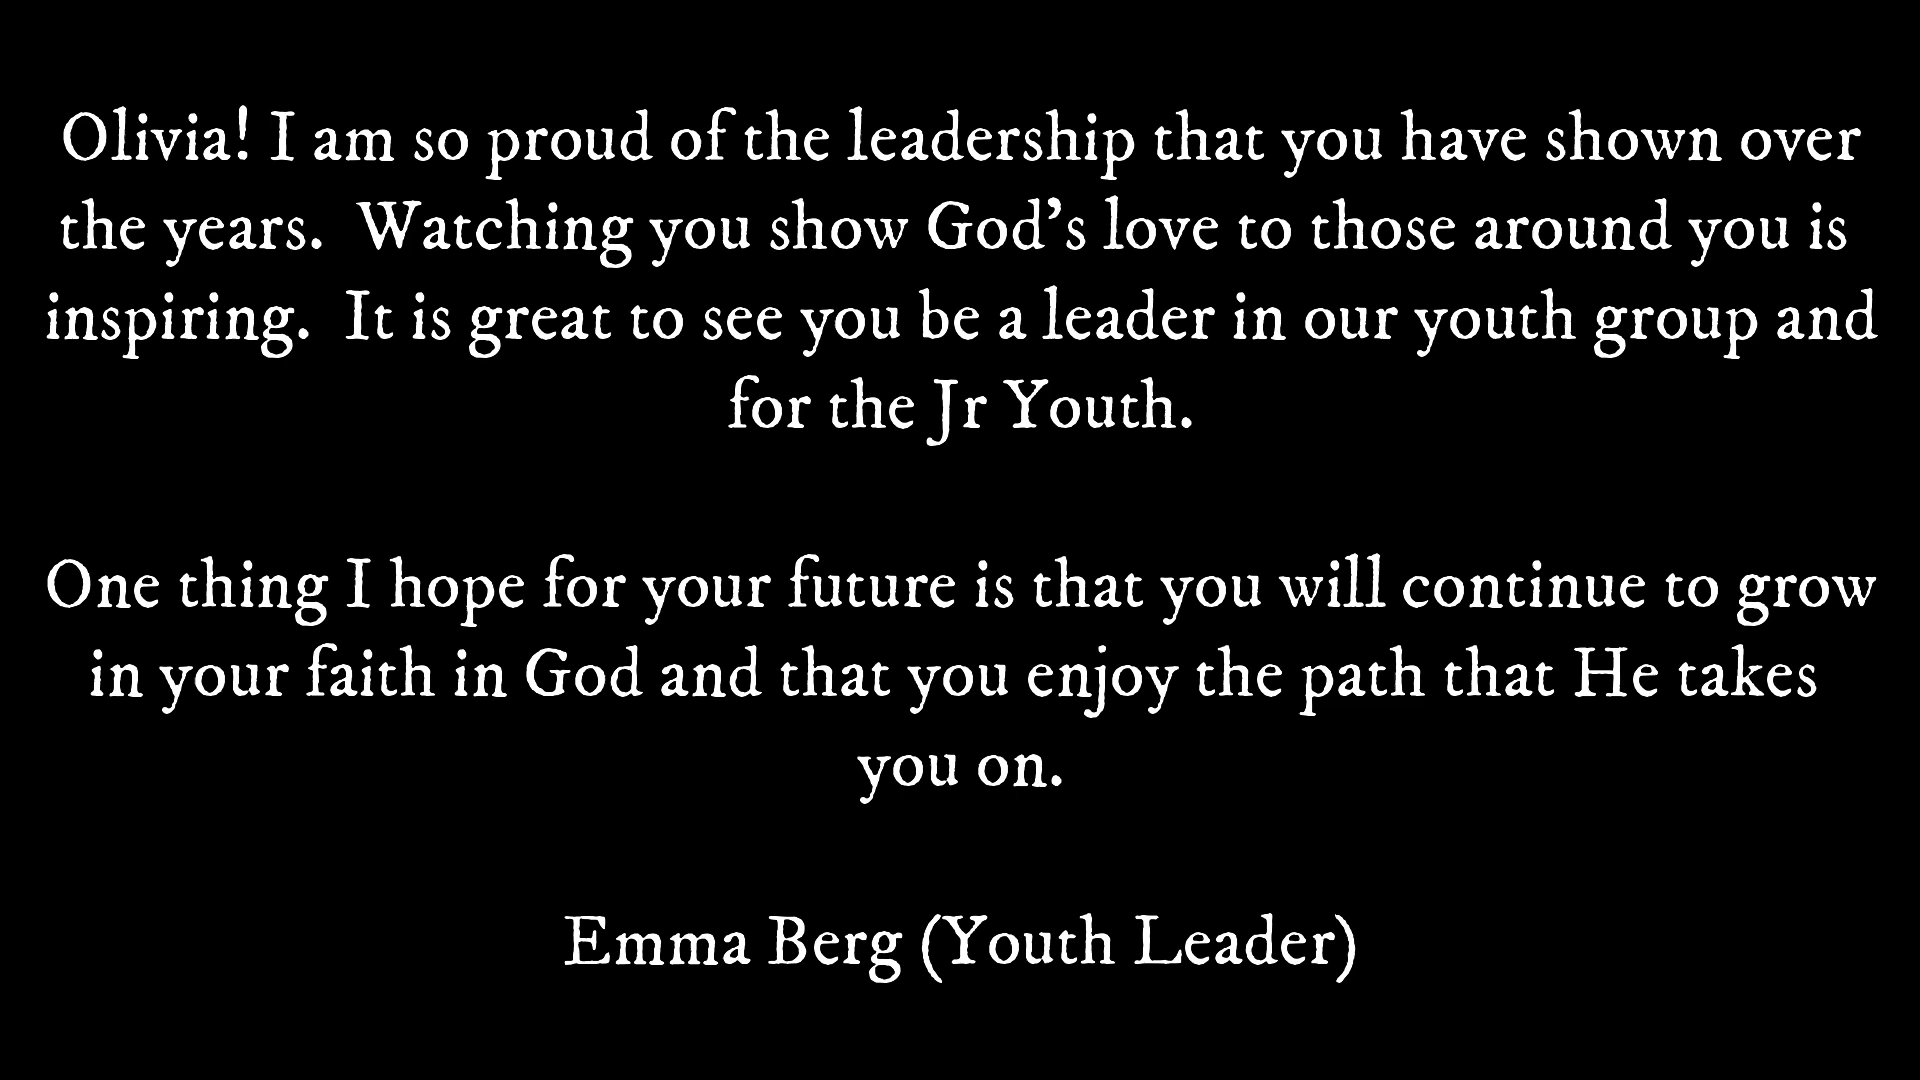 Olivia! I am so proud of the leadership that you have shown over
the years.  Watching you show God's love to those around you is
inspiring.  It is great to see you be a leader in our youth group and
for the Jr Youth.
One thing I hope for your future is that you will continue to grow
in your faith in God and that you enjoy the path that He takes
you on.
Emma Berg (Youth Leader)